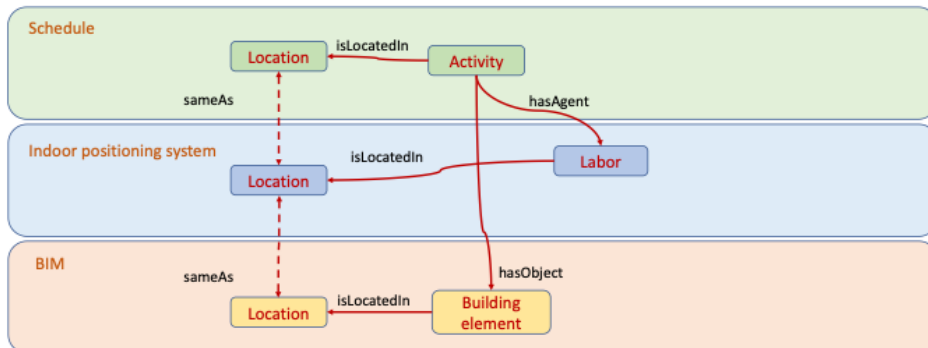 Schedule
isLocatedIn
Location
Activity
sameAs
hasAgent
Indoor positioning system
isLocatedIn
Labor
Location
BIM
sameAs
hasObject
isLocatedIn
Location
Building
element